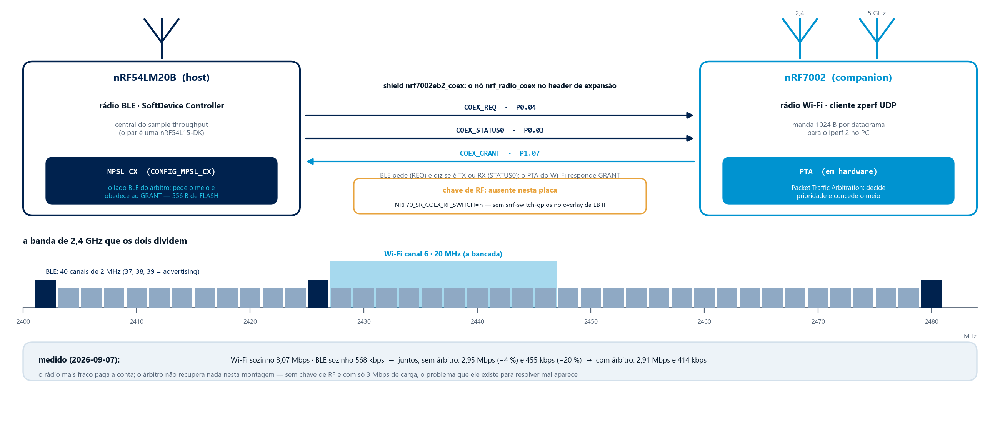 2,4
5 GHz
nRF54LM20B (host)
rádio BLE · SoftDevice Controller
central do sample throughput
(o par é uma nRF54L15-DK)
MPSL CX (CONFIG_MPSL_CX)
o lado BLE do árbitro: pede o meio e
obedece ao GRANT — 556 B de FLASH
shield nrf7002eb2_coex: o nó nrf_radio_coex no header de expansão
COEX_REQ · P0.04
COEX_STATUS0 · P0.03
COEX_GRANT · P1.07
BLE pede (REQ) e diz se é TX ou RX (STATUS0); o PTA do Wi-Fi responde GRANT
chave de RF: ausente nesta placa
NRF70_SR_COEX_RF_SWITCH=n — sem srrf-switch-gpios no overlay da EB II
nRF7002 (companion)
rádio Wi-Fi · cliente zperf UDP
manda 1024 B por datagrama
para o iperf 2 no PC
PTA (em hardware)
Packet Traffic Arbitration: decide
prioridade e concede o meio
a banda de 2,4 GHz que os dois dividem
Wi-Fi canal 6 · 20 MHz (a bancada)
BLE: 40 canais de 2 MHz (37, 38, 39 = advertising)
2400 2410 2420 2430 2440 2450 2460 2470 2480
MHz
medido (2026-09-07): Wi-Fi sozinho 3,07 Mbps · BLE sozinho 568 kbps → juntos, sem árbitro: 2,95 Mbps (−4 %) e 455 kbps (−20 %) → com árbitro: 2,91 Mbps e 414 kbps
o rádio mais fraco paga a conta; o árbitro não recupera nada nesta montagem — sem chave de RF e com só 3 Mbps de carga, o problema que ele existe para resolver mal aparece